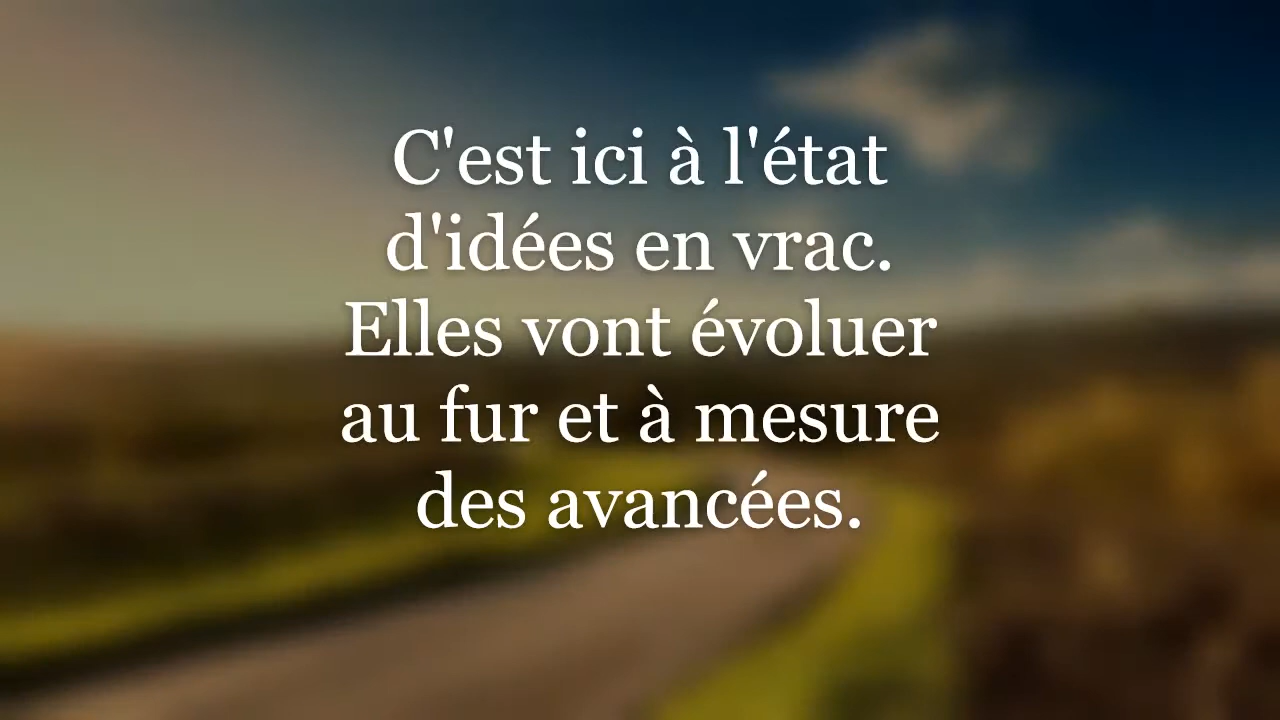 C'est ici à l'état
d'idées en vrac.
Elles vont évoluer
au fur et à mesure
des avancées.